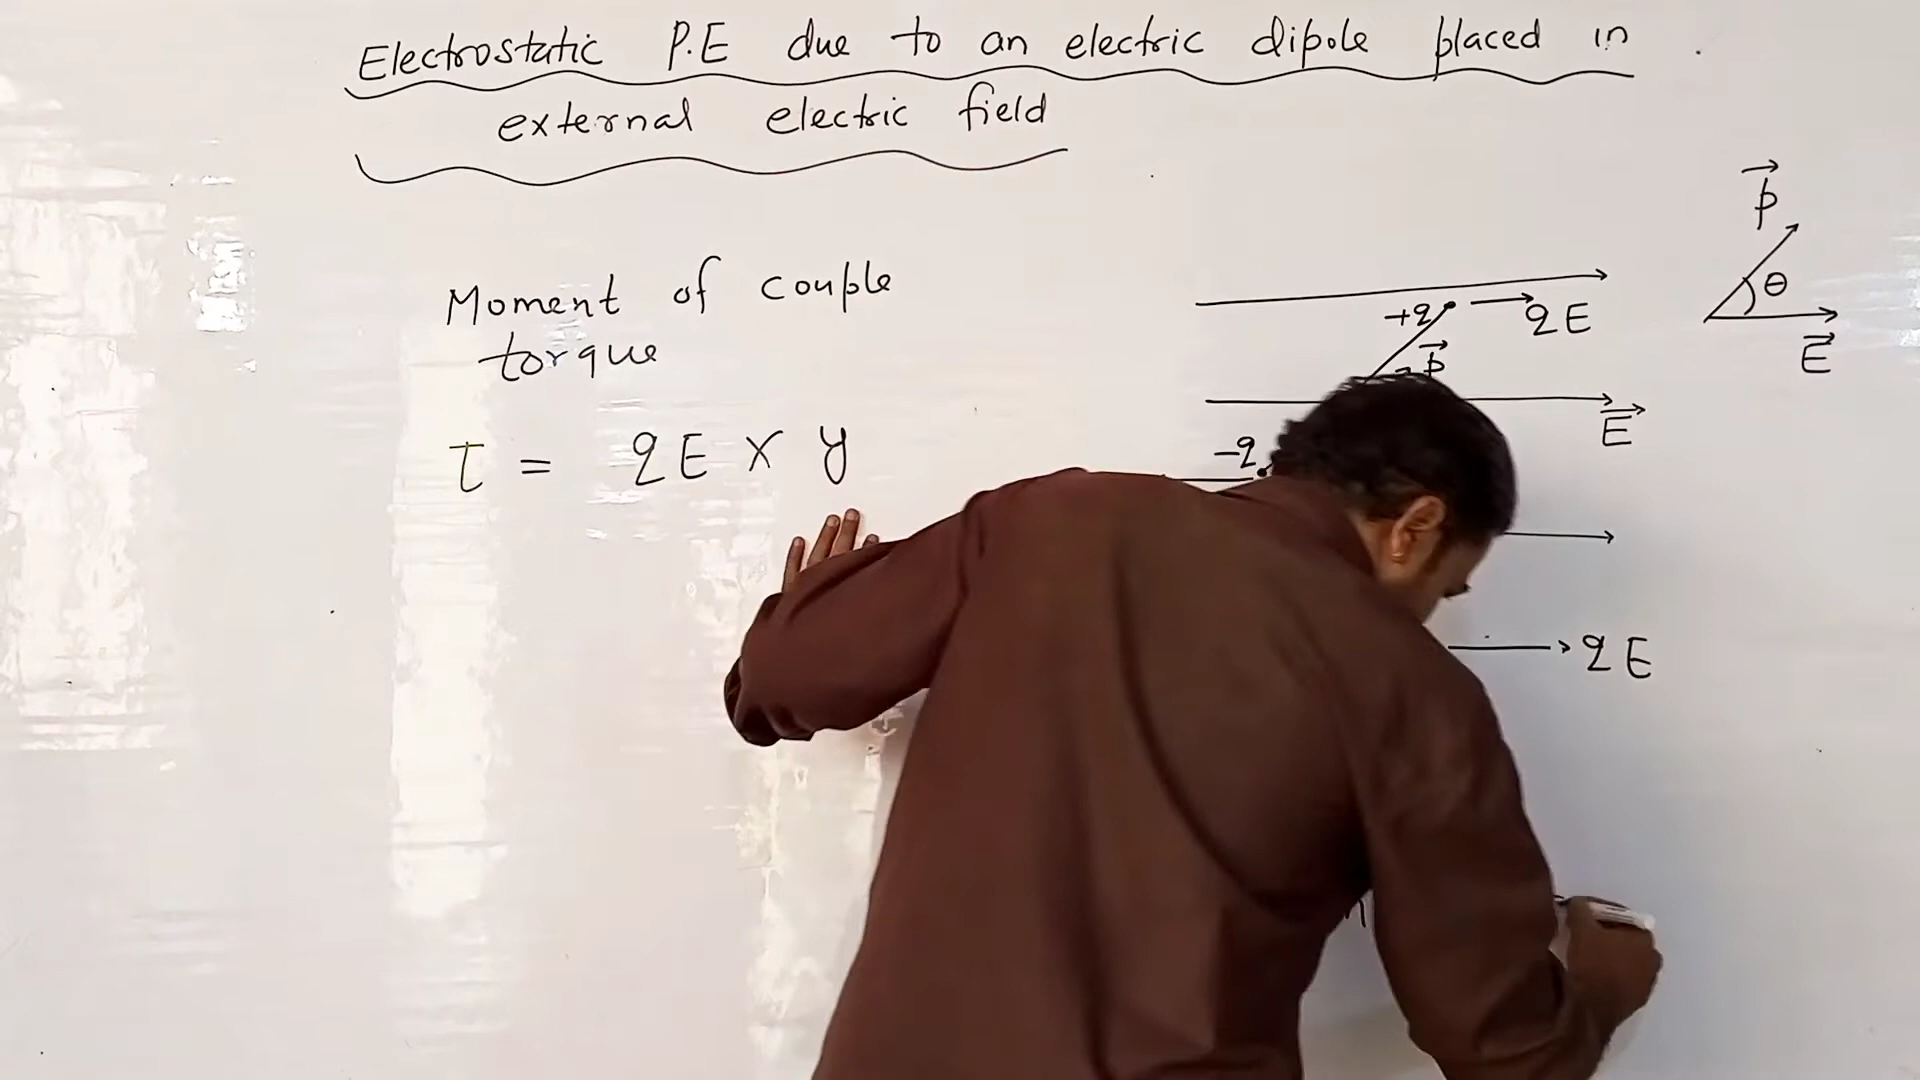 Electrostatic P.E due to an electric dipole placed in
external electric field
Moment of couple
torque
τ = qE × y
+q
qE
p
E
-q
qE
p
θ
E